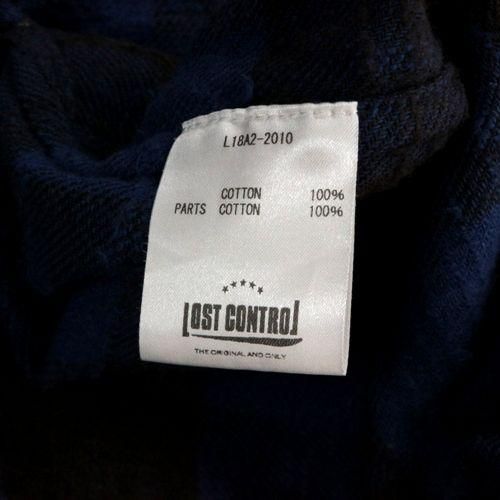 L18A2-2010
COTTON 100%
PARTS COTTON 100%
LOST CONTROL
THE ORIGINAL AND ONLY